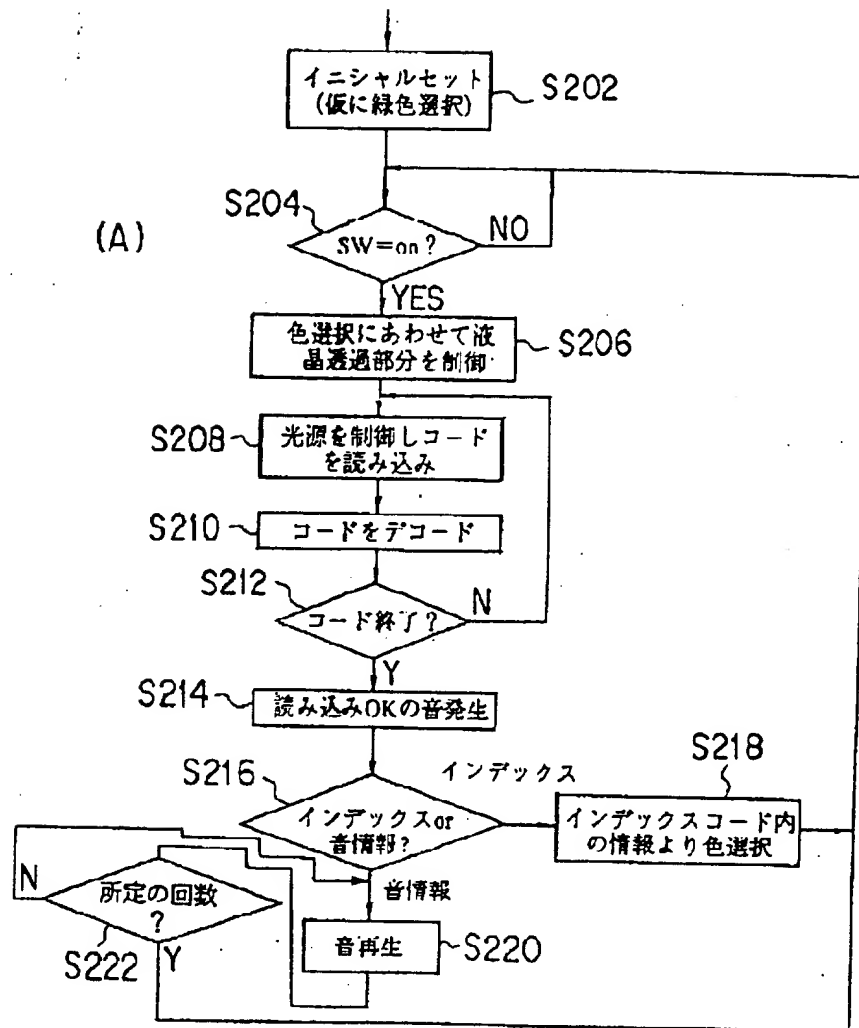 イニシャルセット
(仮に緑色選択)
S202
(A)
S204
SW=on?
NO
YES
色選択にあわせて液
晶透過部分を制御
S206
S208
光源を制御しコード
を読み込み
S210
コードをデコード
S212
コード終了?
N
Y
S214
読み込みOKの音発生
S216
インデックスor
音情報?
インデックス
S218
インデックスコード内
の情報より色選択
音情報
N
所定の回数
?
S222
Y
音再生
S220